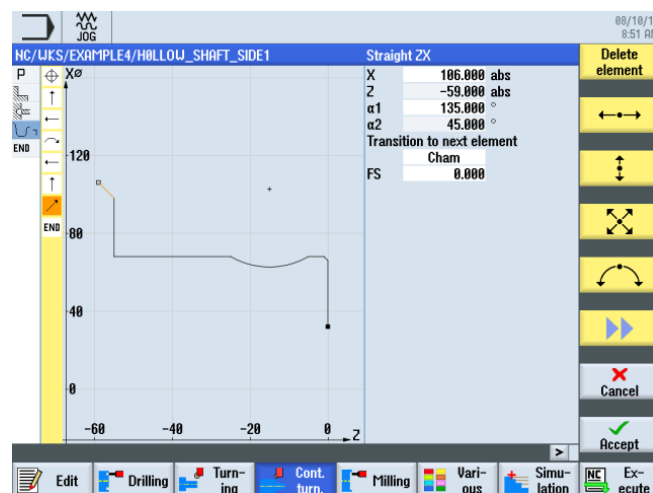 JOG
08/10/1
8:51 A
NC/WKS/EXAMPLE4/HØLLOW_SHAFT_SIDE1
Straight ZX
Delete
element
P
XØ
X 106.000 abs
Z -59.000 abs
α1 135.000 °
α2 45.000 °
Transition to next element
Cham
FS 0.000
END
120
END
80
40
0
-60
-40
-20
0
Z
Cancel
Accept
>
Edit
Drilling
Turn-
ing
Cont.
turn.
Milling
Vari-
ous
Simu-
lation
NC
Ex-
ecute